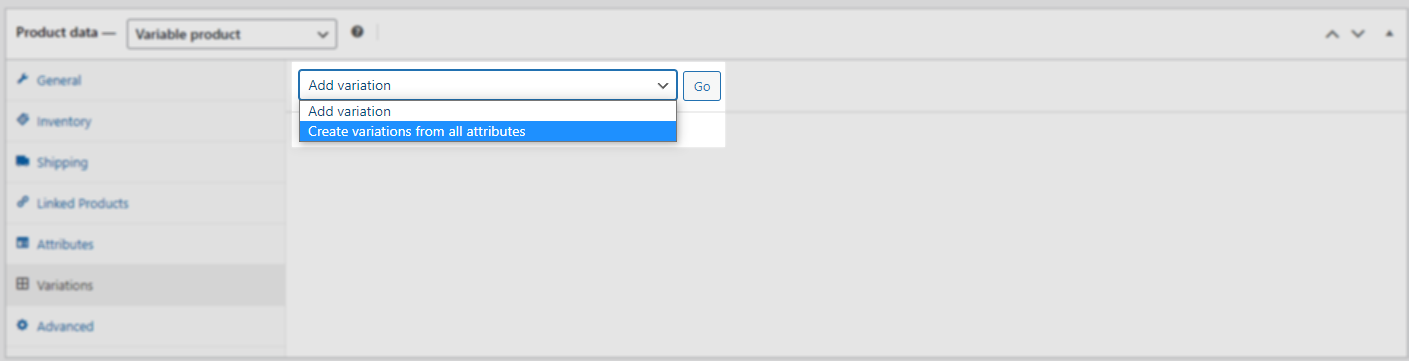 Product data — Variable product
General
Inventory
Shipping
Linked Products
Attributes
Variations
Advanced
Add variation Go
Add variation
Create variations from all attributes